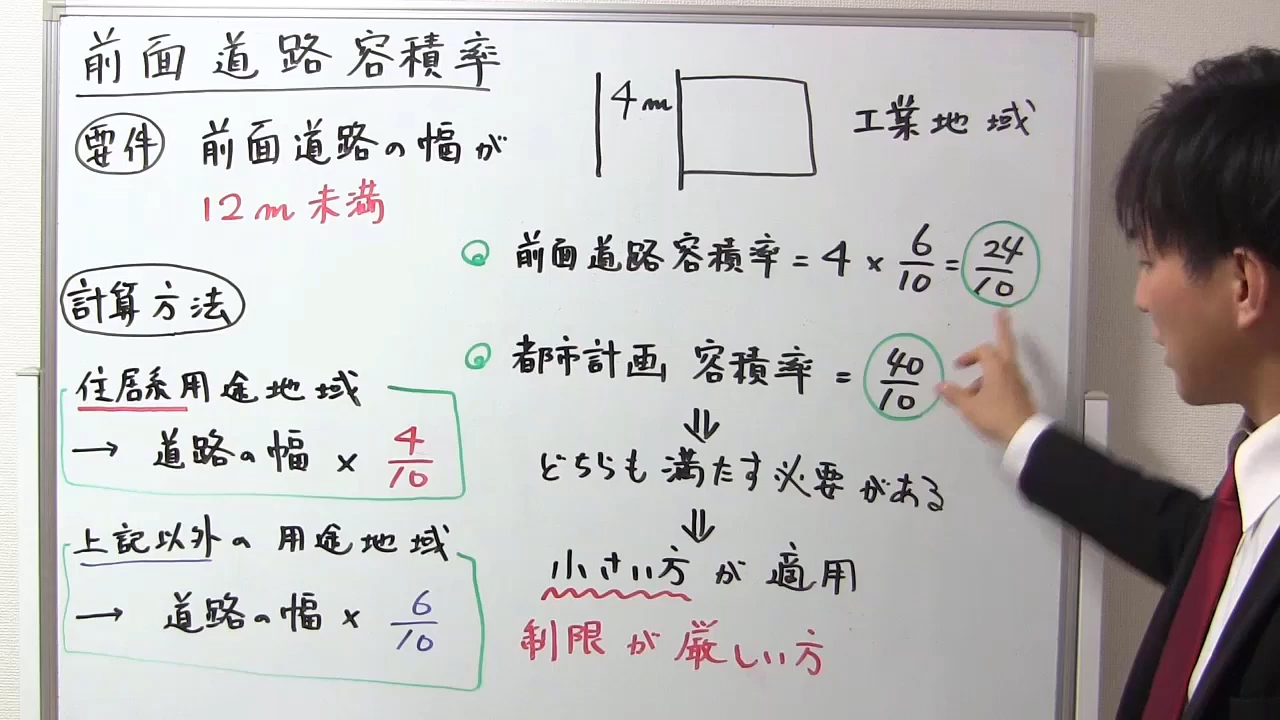 前面道路容積率
要件 前面道路の幅が
12m未満
計算方法
住居系用途地域
→ 道路の幅 × 4/10
上記以外の用途地域
→ 道路の幅 × 6/10
4m
工業地域
前面道路容積率 = 4 × 6/10 = 24/10
都市計画 容積率 = 40/10
⇓
どちらも満たす必要がある
⇓
小さい方が適用
制限が厳しい方